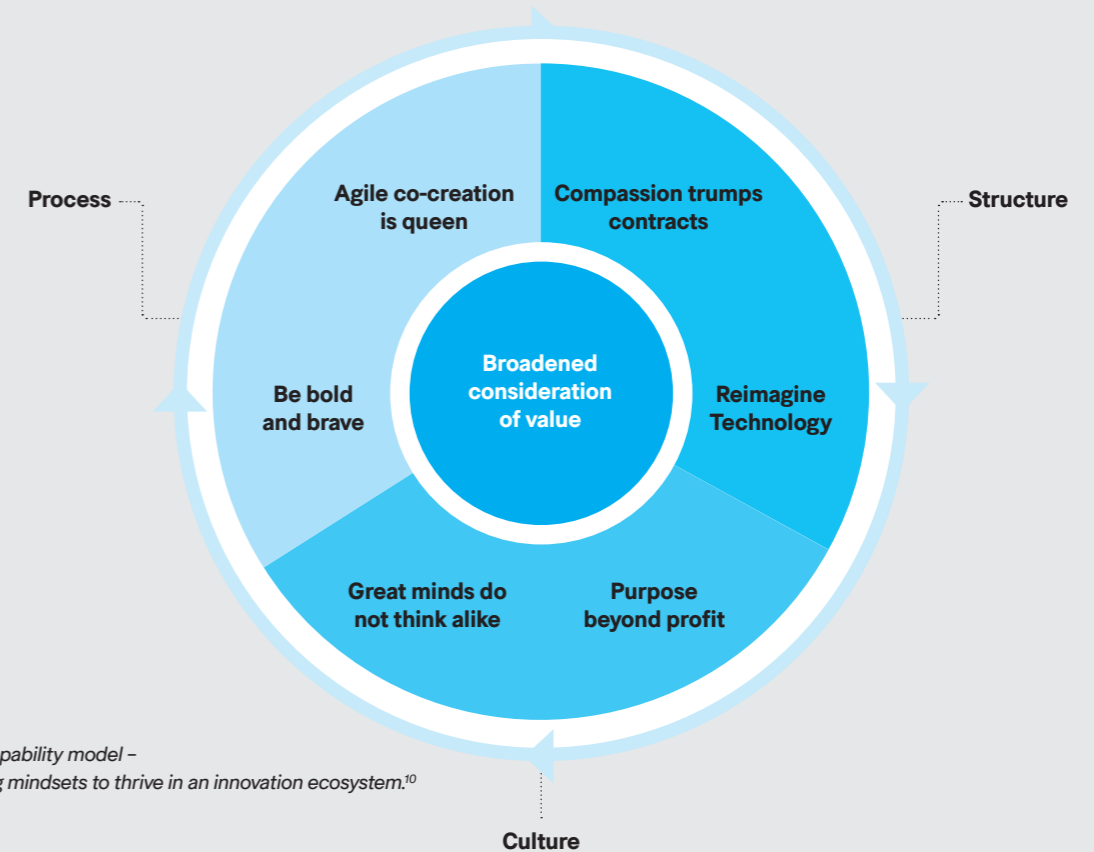 Process
Structure
Agile co-creation
is queen
Compassion trumps
contracts
Be bold
and brave
Broadened
consideration
of value
Reimagine
Technology
Great minds do
not think alike
Purpose
beyond profit
model –
mindsets to thrive in an innovation ecosystem.¹⁰
Culture